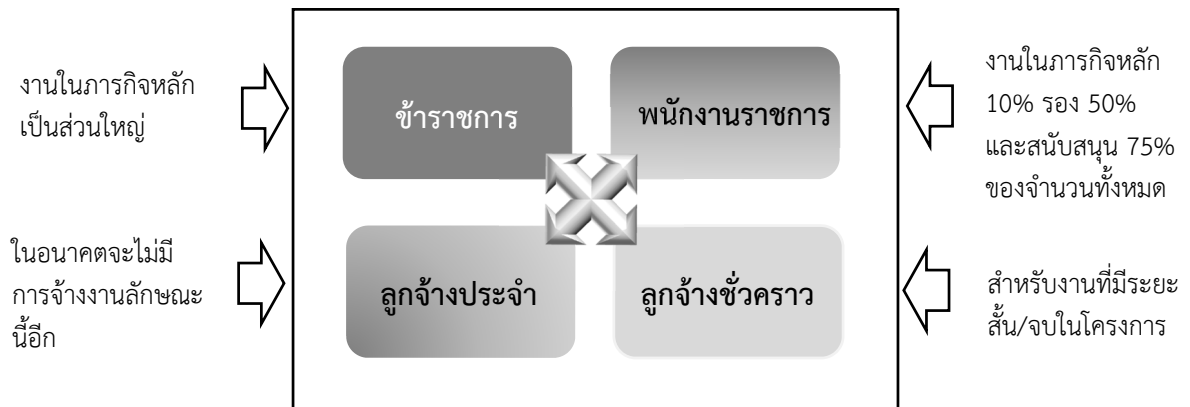 งานในภารกิจหลัก
เป็นส่วนใหญ่
ข้าราชการ
พนักงานราชการ
งานในภารกิจหลัก
10% รอง 50%
และสนับสนุน 75%
ของจำนวนทั้งหมด
ในอนาคตจะไม่มี
การจ้างงานลักษณะ
นี้อีก
ลูกจ้างประจำ
ลูกจ้างชั่วคราว
สำหรับงานที่มีระยะ
สั้น/จบในโครงการ